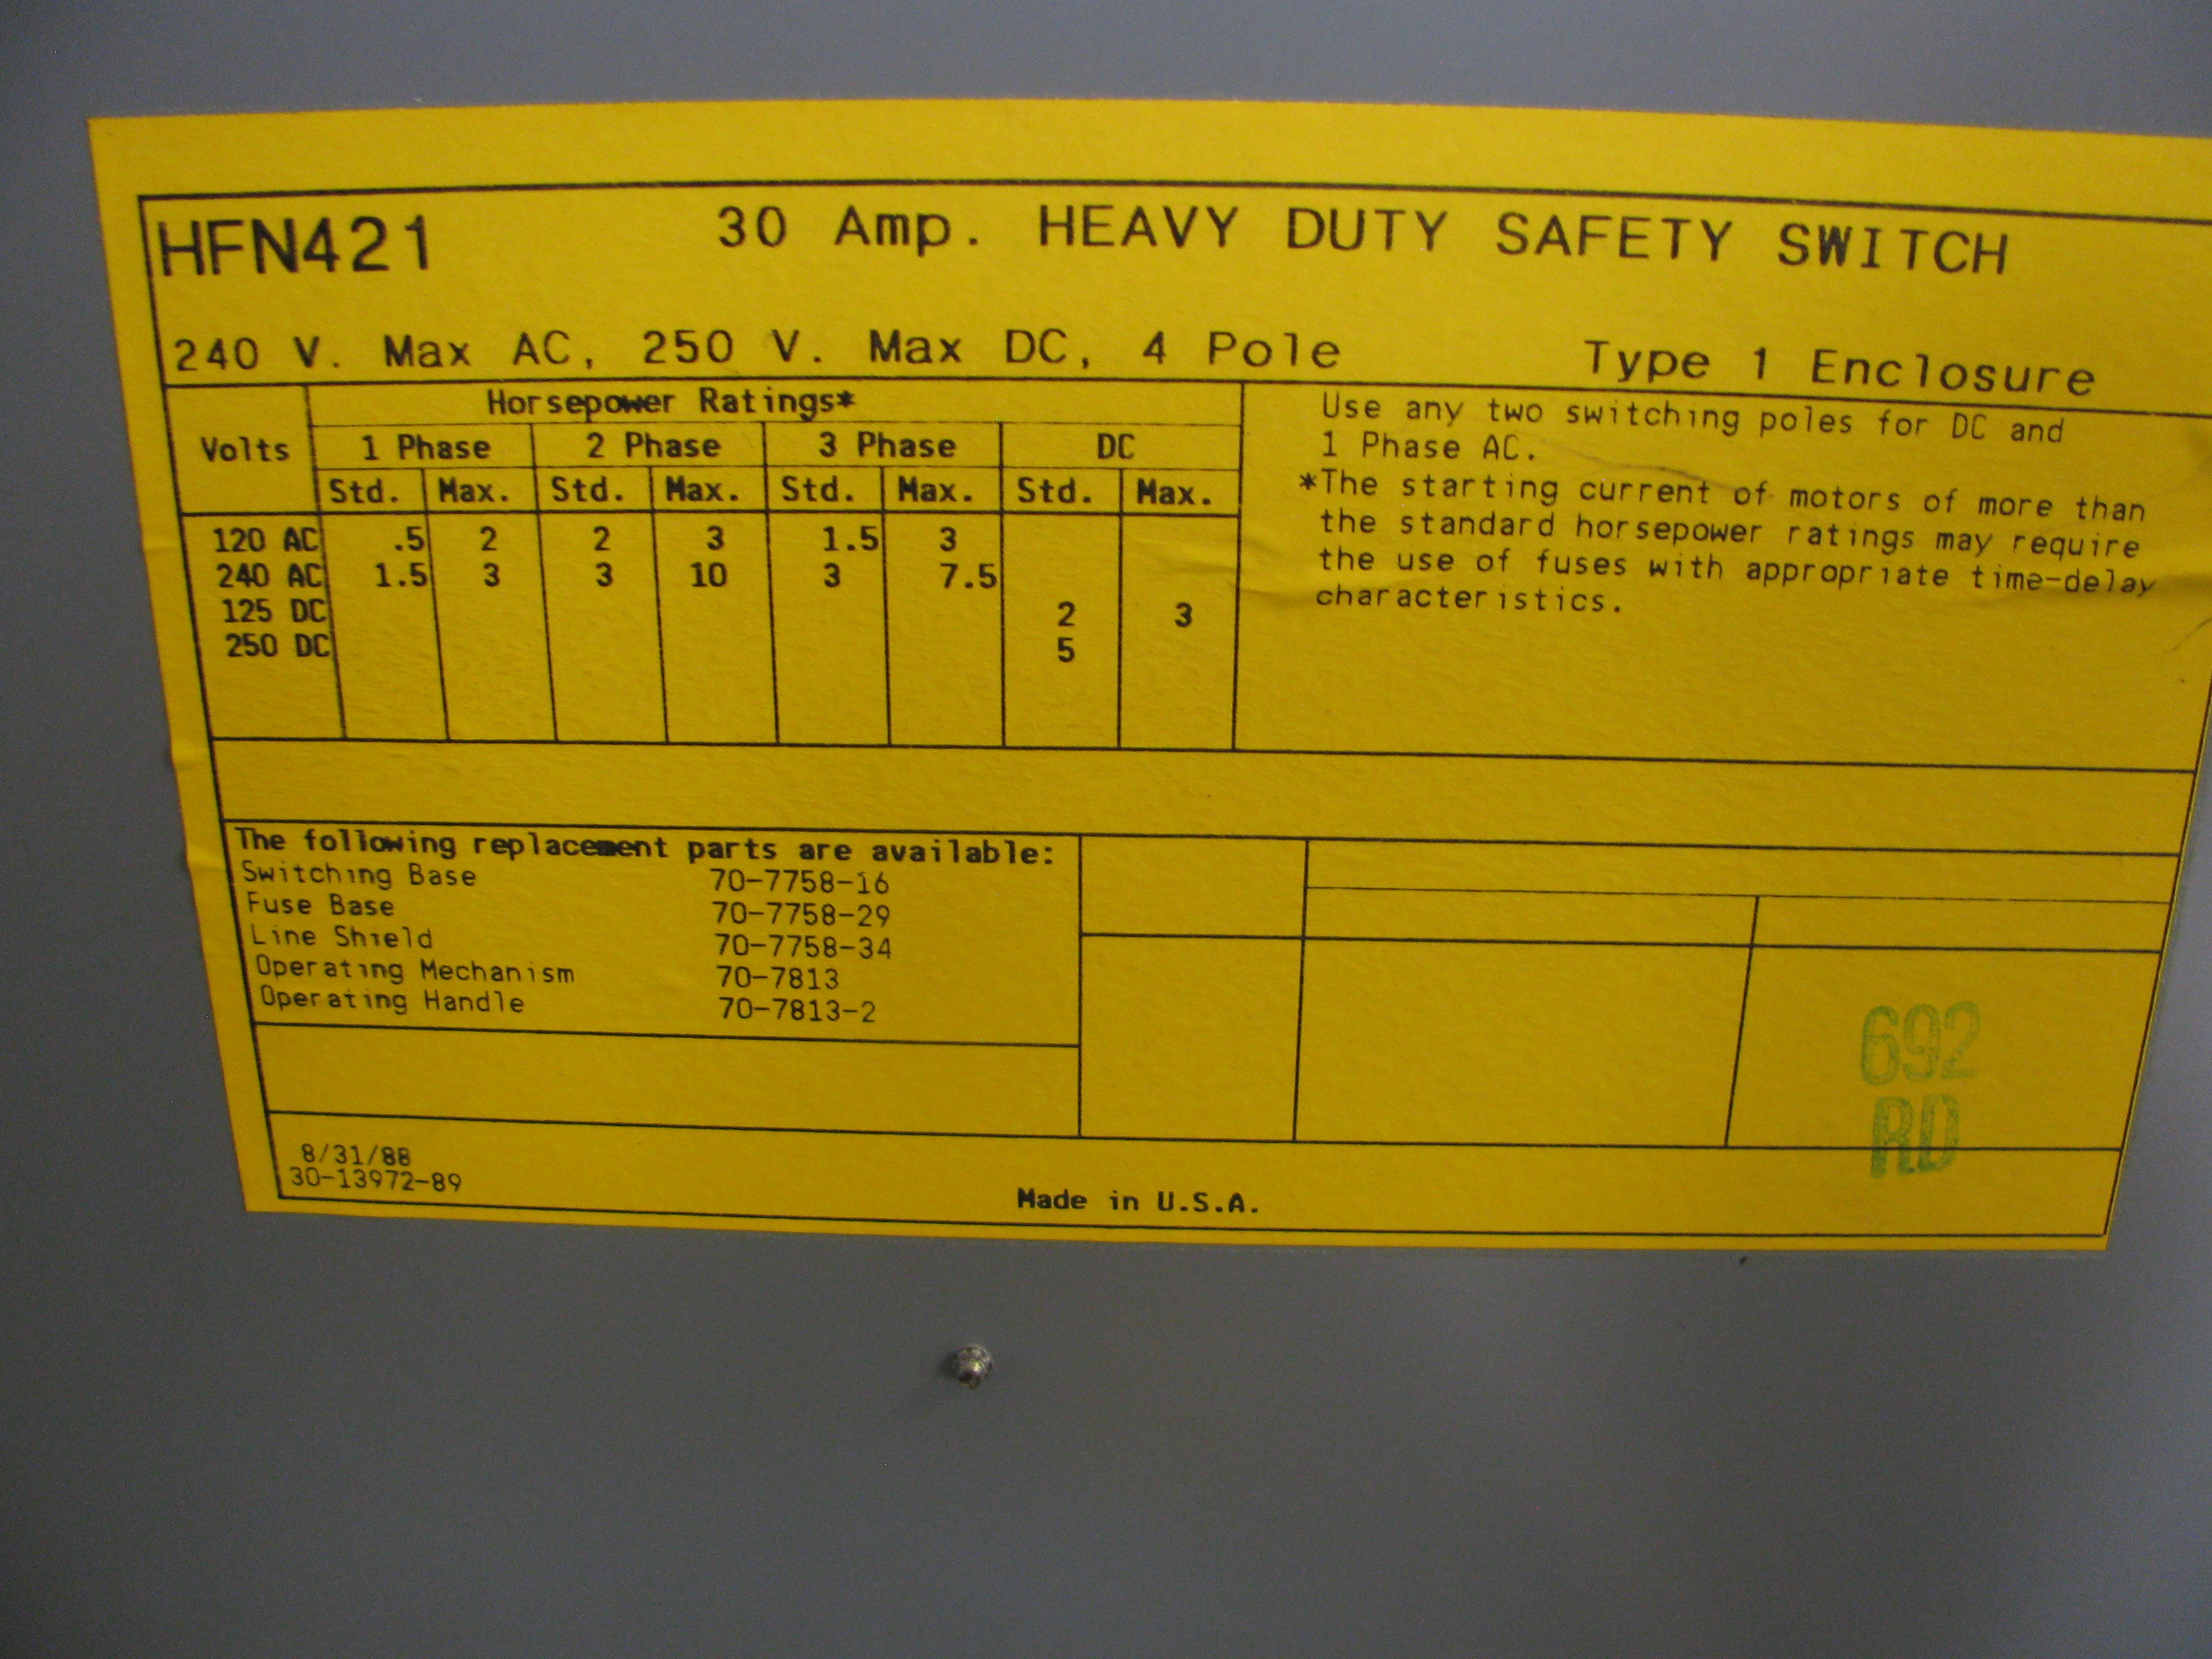 HFN421 30 Amp. HEAVY DUTY SAFETY SWITCH
240 V. Max AC, 250 V. Max DC, 4 Pole Type 1 Enclosure
Horsepower Ratings*
Volts 1 Phase 2 Phase 3 Phase DC
Std. Max. Std. Max. Std. Max. Std. Max.
120 AC .5 2 2 3 1.5 3
240 AC 1.5 3 3 10 3 7.5
125 DC 2 3
250 DC 5
Use any two switching poles for DC and
1 Phase AC.
*The starting current of motors of more than
the standard horsepower ratings may require
the use of fuses with appropriate time-delay
characteristics.
The following replacement parts are available:
Switching Base 70-7758-16
Fuse Base 70-7758-29
Line Shield 70-7758-34
Operating Mechanism 70-7813
Operating Handle 70-7813-2
692
RD
8/31/88
30-13972-89
Made in U.S.A.